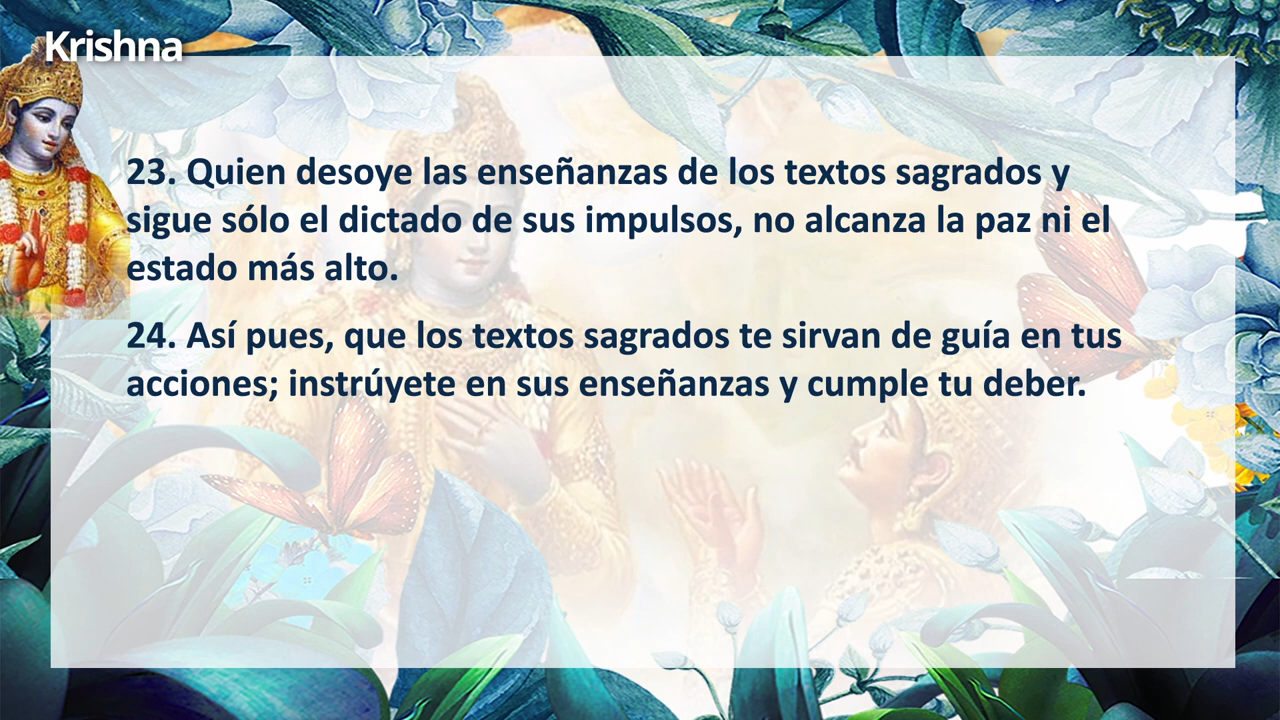 Krishna
23. Quien desoye las enseñanzas de los textos sagrados y
sigue sólo el dictado de sus impulsos, no alcanza la paz ni el
estado más alto.
24. Así pues, que los textos sagrados te sirvan de guía en tus
acciones; instrúyete en sus enseñanzas y cumple tu deber.